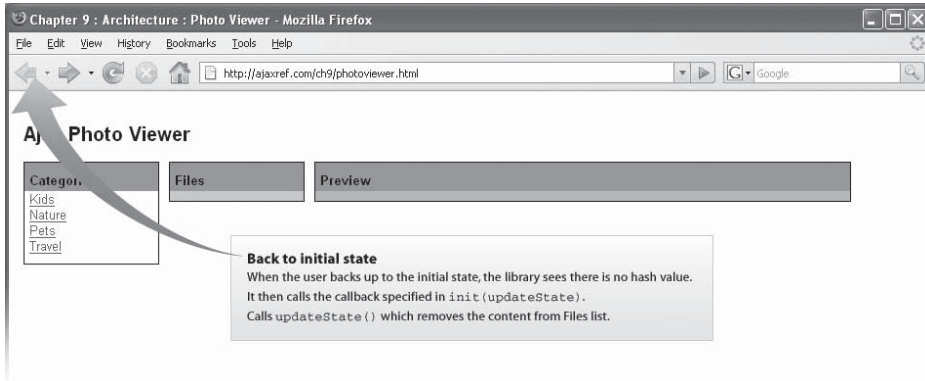 Chapter 9 : Architecture : Photo Viewer - Mozilla Firefox
File Edit View History Bookmarks Tools Help
http://ajaxref.com/ch9/photoviewer.html
G Google
Photo Viewer
Files
Preview
Kids
Nature
Pets
Travel
Back to initial state
When the user backs up to the initial state, the library sees there is no hash value.
It then calls the callback specified in init(updateState).
Calls updateState() which removes the content from Files list.